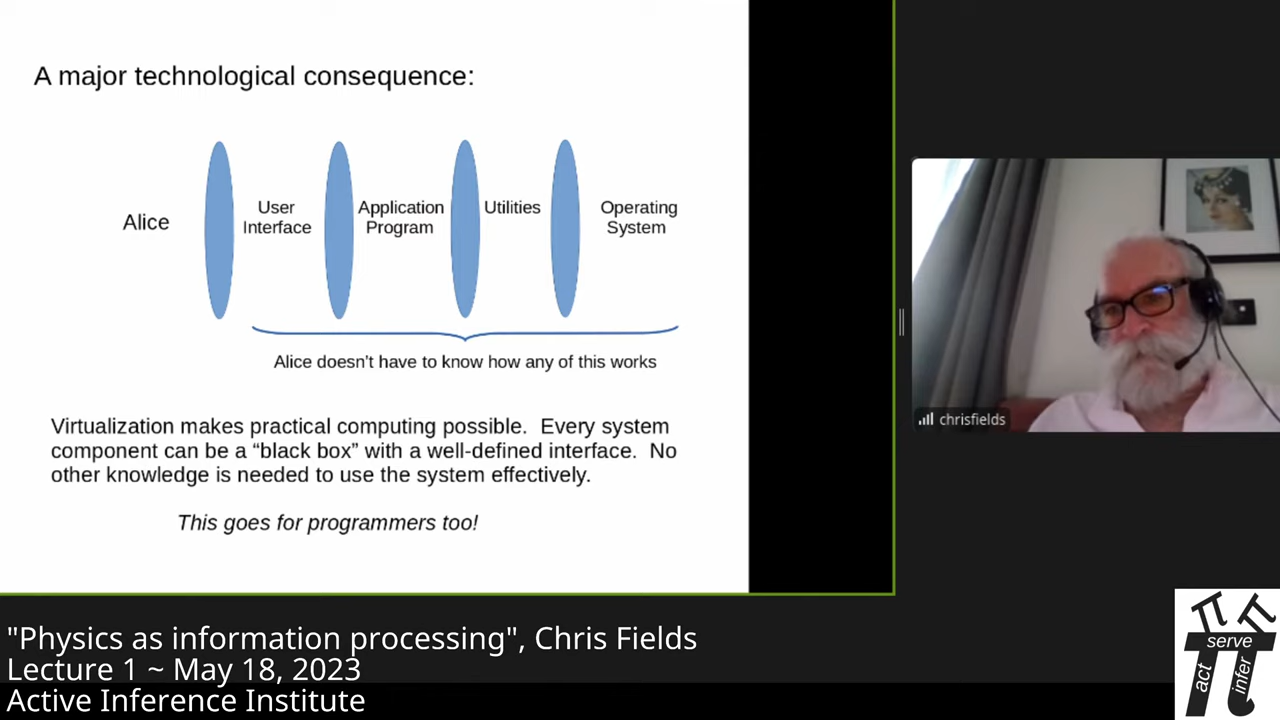 A major technological consequence:
Alice
User
Interface
Application
Program
Utilities
Operating
System
Alice doesn't have to know how any of this works
Virtualization makes practical computing possible.  Every system
component can be a “black box” with a well-defined interface.  No
other knowledge is needed to use the system effectively.
This goes for programmers too!
chrisfields
"Physics as information processing", Chris Fields
Lecture 1 ~ May 18, 2023
Active Inference Institute
serve
act
infer